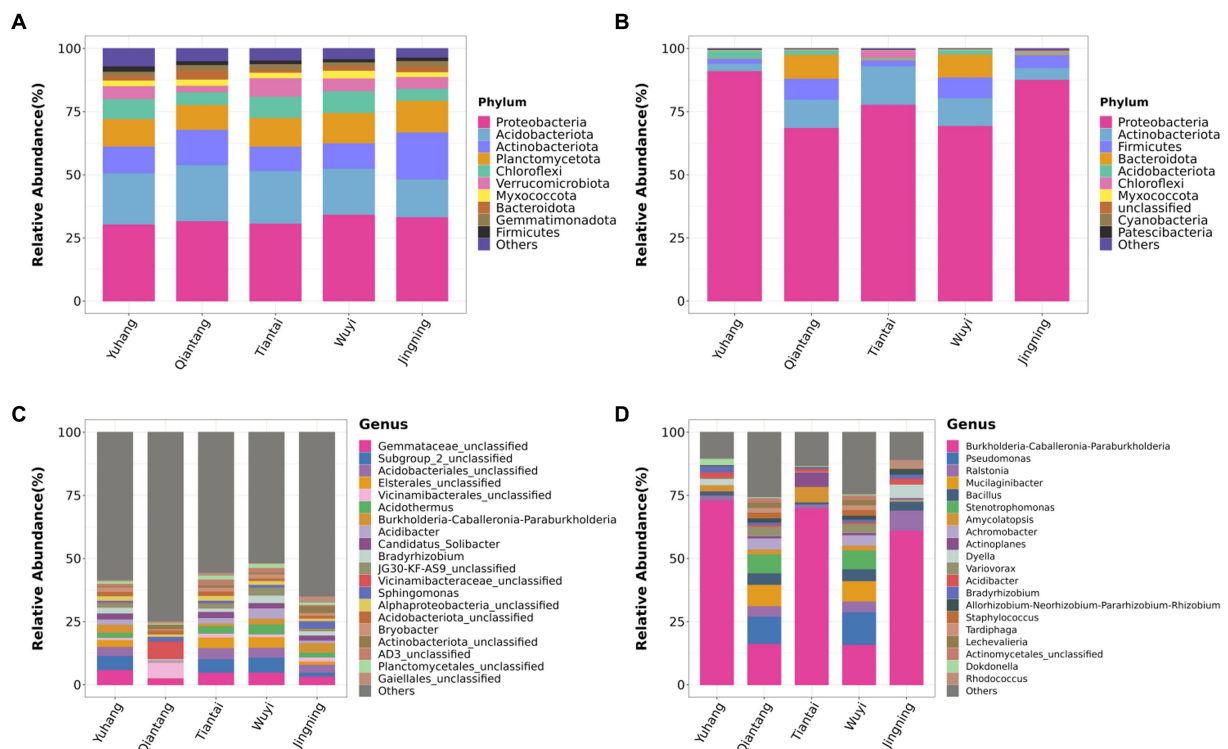 A
Relative Abundance(%)
100
75
50
25
0
Yuhang
Qiantang
Tiantai
Wuyi
Jingning
Phylum
Proteobacteria
Acidobacteriota
Actinobacteriota
Planctomycetota
Chloroflexi
Verrucomicrobiota
Myxococcota
Bacteroidota
Gemmatimonadota
Firmicutes
Others
B
Relative Abundance(%)
100
75
50
25
0
Yuhang
Qiantang
Tiantai
Wuyi
Jingning
Phylum
Proteobacteria
Actinobacteriota
Firmicutes
Bacteroidota
Acidobacteriota
Chloroflexi
Myxococcota
unclassified
Cyanobacteria
Patescibacteria
Others
C
Relative Abundance(%)
100
75
50
25
0
Yuhang
Qiantang
Tiantai
Wuyi
Jingning
Genus
Gemmataceae_unclassified
Subgroup_2_unclassified
Acidobacteriales_unclassified
Elsterales_unclassified
Vicinamibacterales_unclassified
Acidothermus
Burkholderia-Caballeronia-Paraburkholderia
Acidibacter
Candidatus_Solibacter
Bradyrhizobium
JG30-KF-AS9_unclassified
Vicinamibacteraceae_unclassified
Sphingomonas
Alphaproteobacteria_unclassified
Acidobacteriota_unclassified
Bryobacter
Actinobacteriota_unclassified
AD3_unclassified
Planctomycetales_unclassified
Gaiellales_unclassified
Others
D
Relative Abundance(%)
100
75
50
25
0
Yuhang
Qiantang
Tiantai
Wuyi
Jingning
Genus
Burkholderia-Caballeronia-Paraburkholderia
Pseudomonas
Ralstonia
Mucilaginibacter
Bacillus
Stenotrophomonas
Amycolatopsis
Achromobacter
Actinoplanes
Dyella
Variovorax
Acidibacter
Bradyrhizobium
Allorhizobium-Neorhizobium-Pararhizobium-Rhizobium
Staphylococcus
Tardiphaga
Lechevalieria
Actinomycetales_unclassified
Dokdonella
Rhodococcus
Others